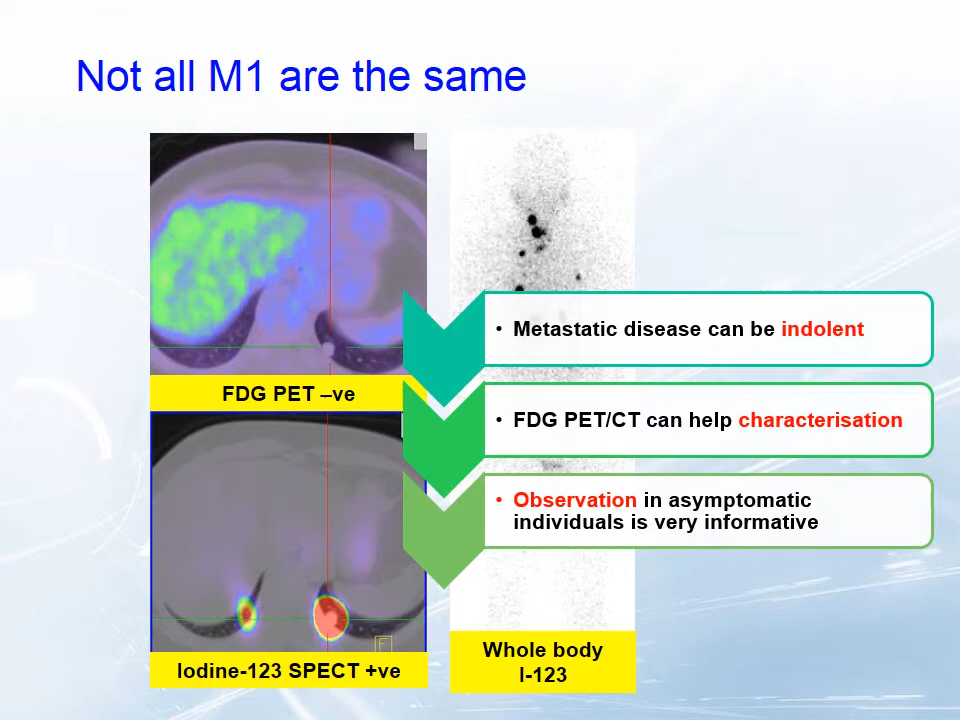 Not all M1 are the same
FDG PET –ve
Iodine-123 SPECT +ve
F
Whole body
I-123
• Metastatic disease can be indolent
• FDG PET/CT can help characterisation
• Observation in asymptomatic
individuals is very informative